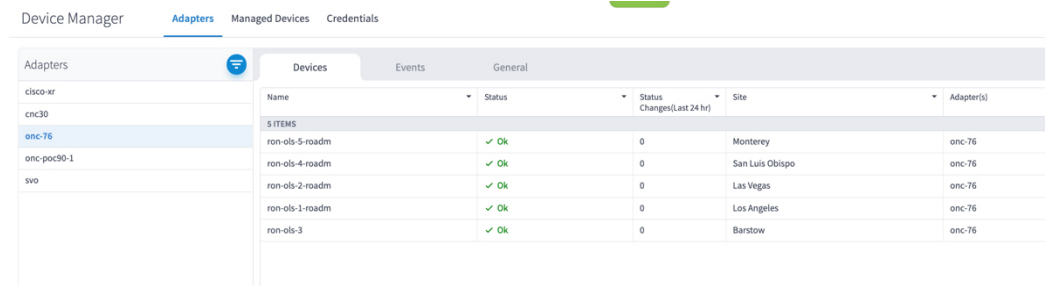 Device Manager Adapters Managed Devices Credentials
Adapters
cisco-xr
cnc30
onc-76
onc-poc90-1
svo
Devices Events General
Name Status Status Changes(Last 24 hr) Site Adapter(s)
5 ITEMS
ron-ols-5-roadm Ok 0 Monterey onc-76
ron-ols-4-roadm Ok 0 San Luis Obispo onc-76
ron-ols-2-roadm Ok 0 Las Vegas onc-76
ron-ols-1-roadm Ok 0 Los Angeles onc-76
ron-ols-3 Ok 0 Barstow onc-76